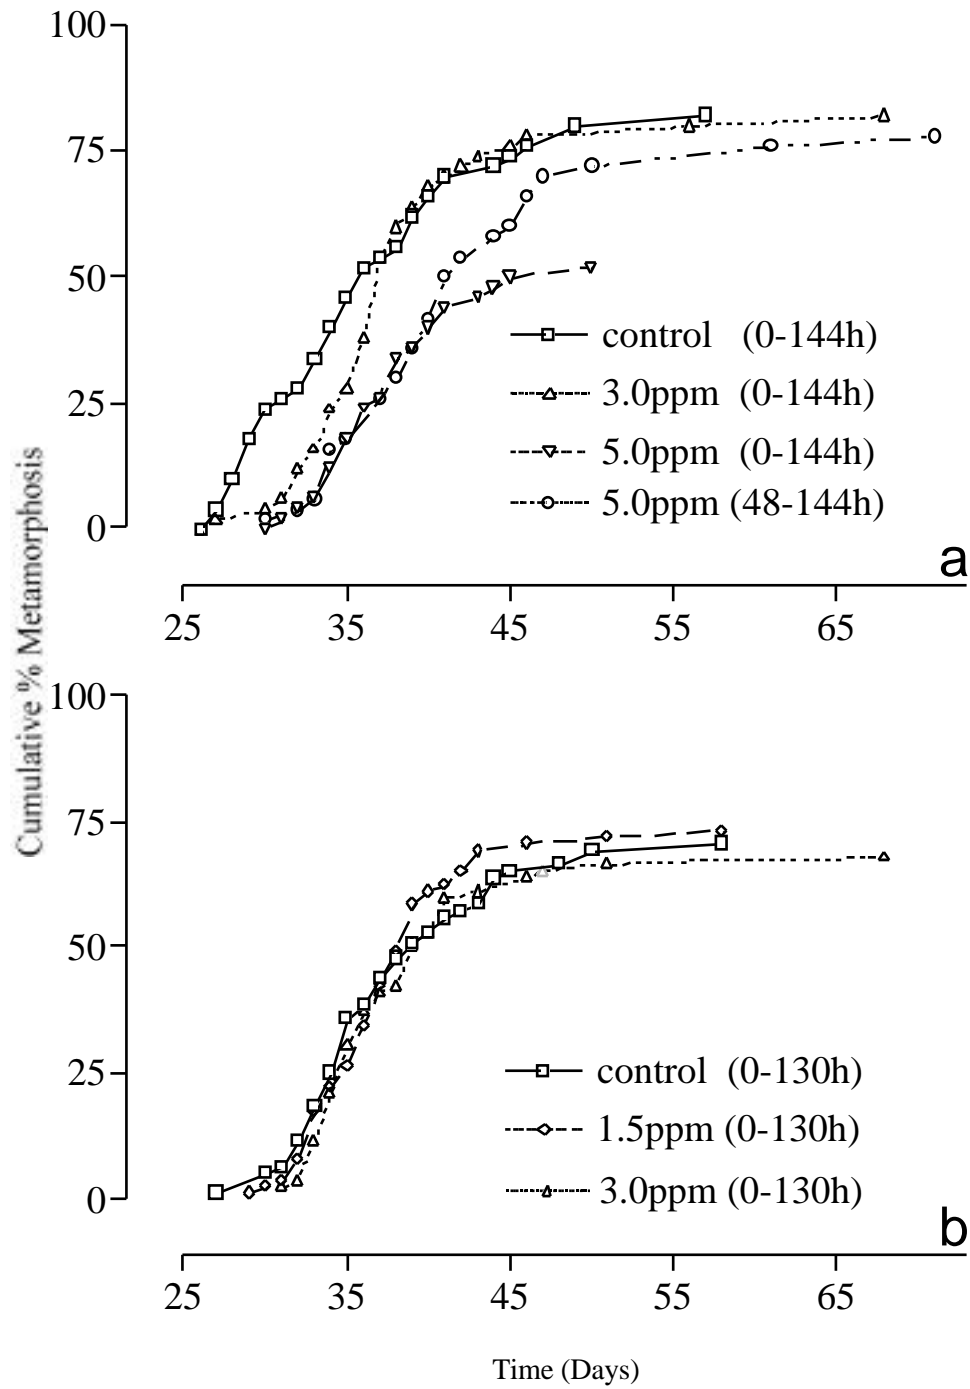 100
75
50
25
0
control (0-144h)
3.0ppm (0-144h)
5.0ppm (0-144h)
5.0ppm (48-144h)
a
25 35 45 55 65
Cumulative % Metamorphosis
100
75
50
25
0
control (0-130h)
1.5ppm (0-130h)
3.0ppm (0-130h)
b
25 35 45 55 65
Time (Days)